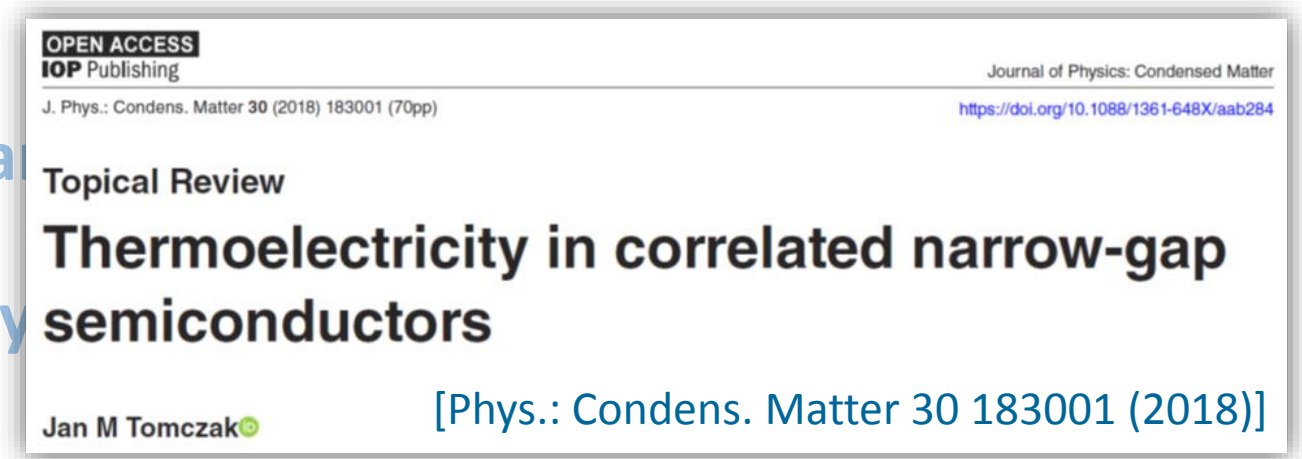 OPEN ACCESS
IOP Publishing
Journal of Physics: Condensed Matter
J. Phys.: Condens. Matter 30 (2018) 183001 (70pp)
https://doi.org/10.1088/1361-648X/aab284
Topical Review
Thermoelectricity in correlated narrow-gap
semiconductors
Jan M Tomczak
[Phys.: Condens. Matter 30 183001 (2018)]